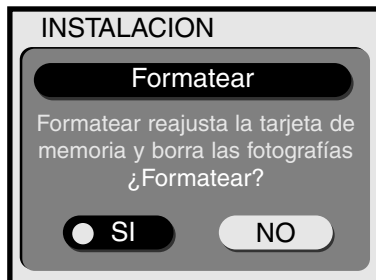 INSTALACION
Formatear
Formatear reajusta la tarjeta de
memoria y borra las fotografías
¿Formatear?
SI NO